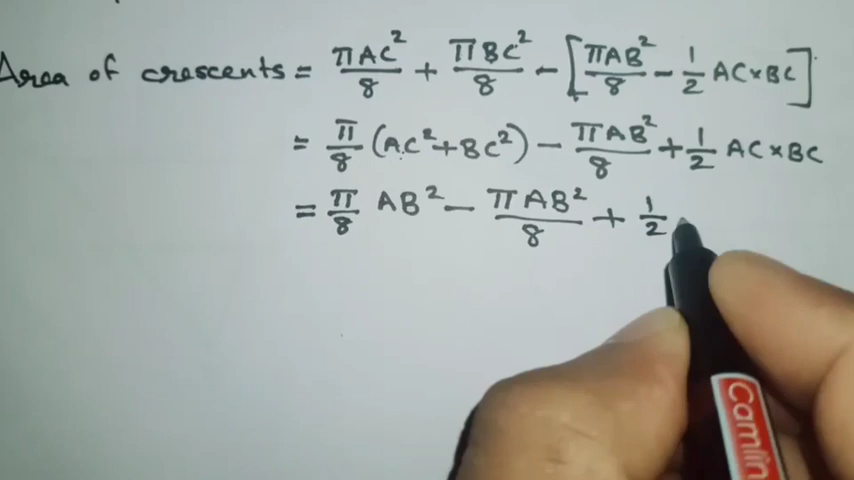 Area of crescents = πAC²/8 + πBC²/8 - [πAB²/8 - 1/2 AC×BC]
= π/8 (AC²+BC²) - πAB²/8 + 1/2 AC×BC
= π/8 AB² - πAB²/8 + 1/2
Camlin